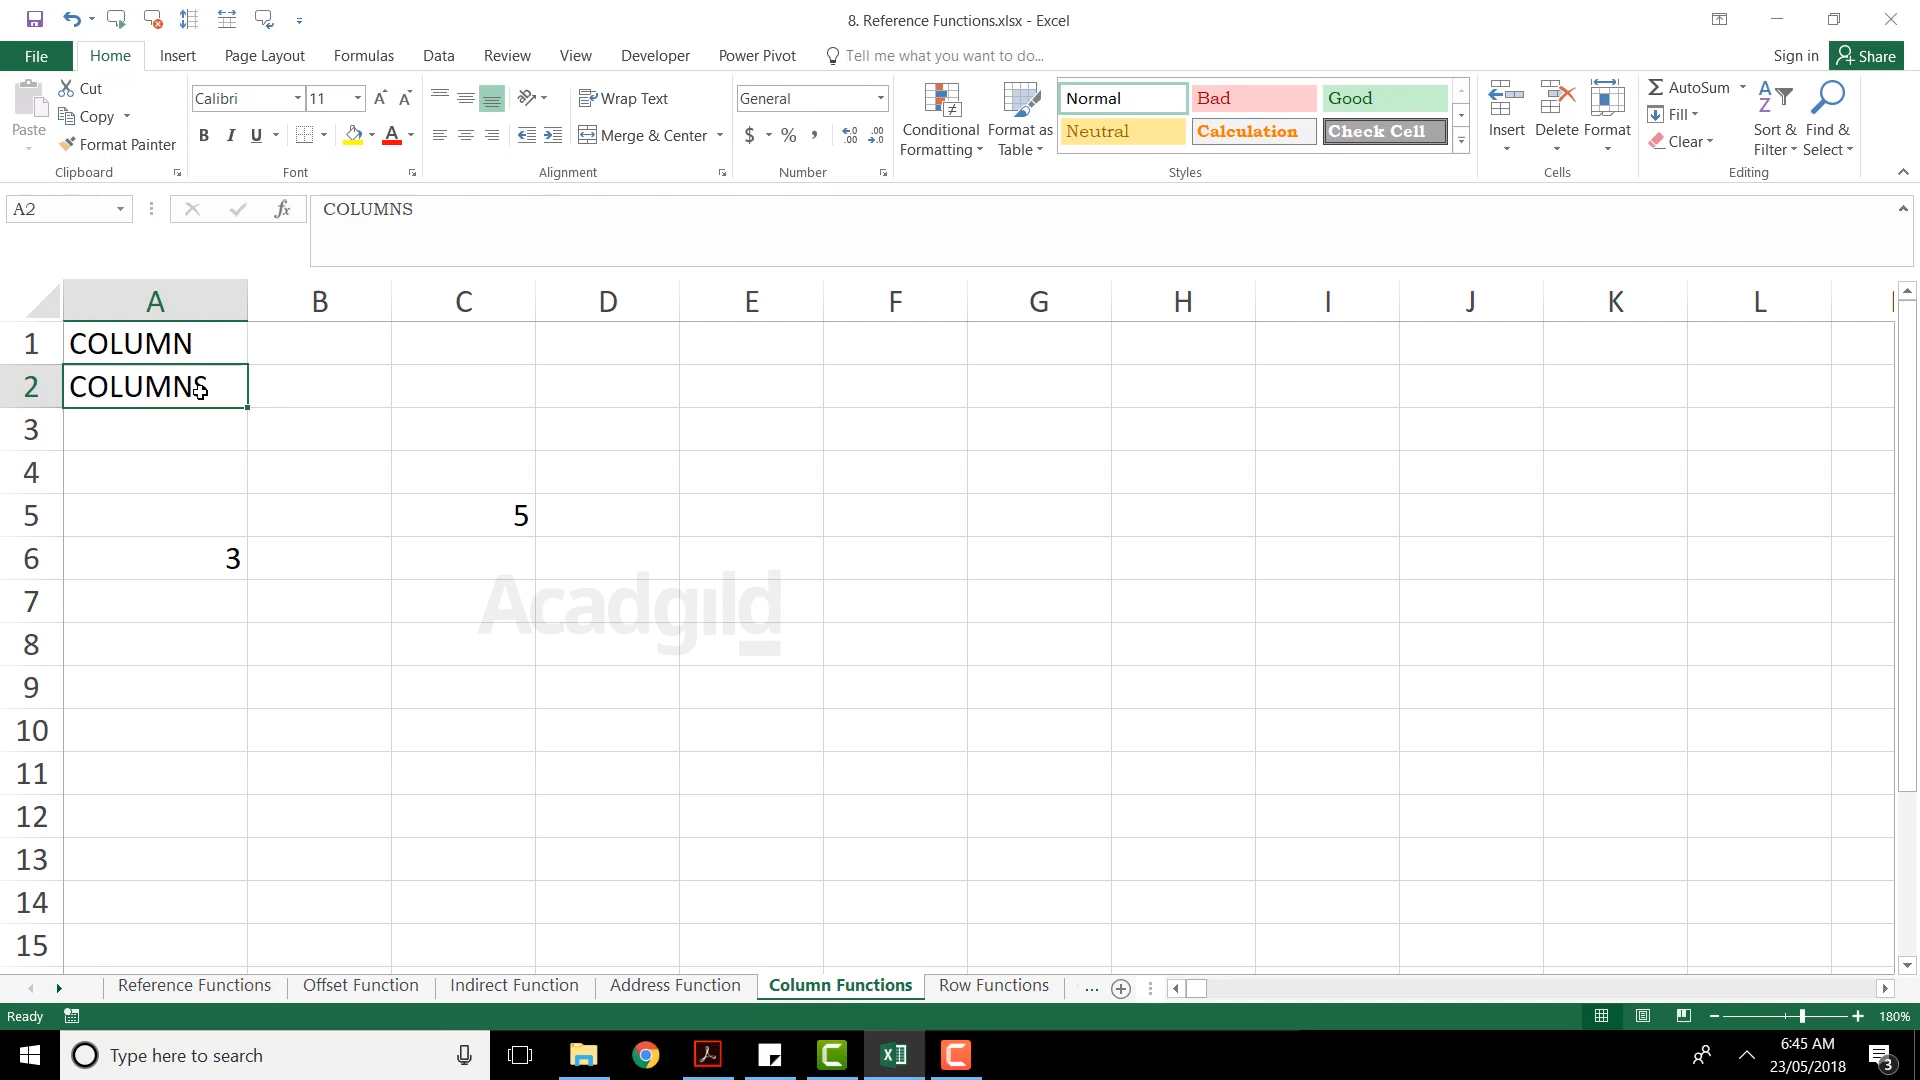 8. Reference Functions.xlsx - Excel
File Home Insert Page Layout Formulas Data Review View Developer Power Pivot Tell me what you want to do... Sign in Share
Paste
Cut
Copy
Format Painter
Clipboard
Calibri 11
B I U
Font
Wrap Text
Merge & Center
Alignment
General
$ % ,
Number
Conditional Formatting
Format as Table
Normal Bad Good
Neutral Calculation Check Cell
Styles
Insert Delete Format
Cells
AutoSum
Fill
Clear
Sort & Filter
Find & Select
Editing
A2 fx COLUMNS
A B C D E F G H I J K L
1 COLUMN
2 COLUMNS
3
4
5 5
6 3
7
8
9
10
11
12
13
14
15
Acadgild
Reference Functions Offset Function Indirect Function Address Function Column Functions Row Functions ...
Ready 180%
Type here to search
6:45 AM
23/05/2018
3